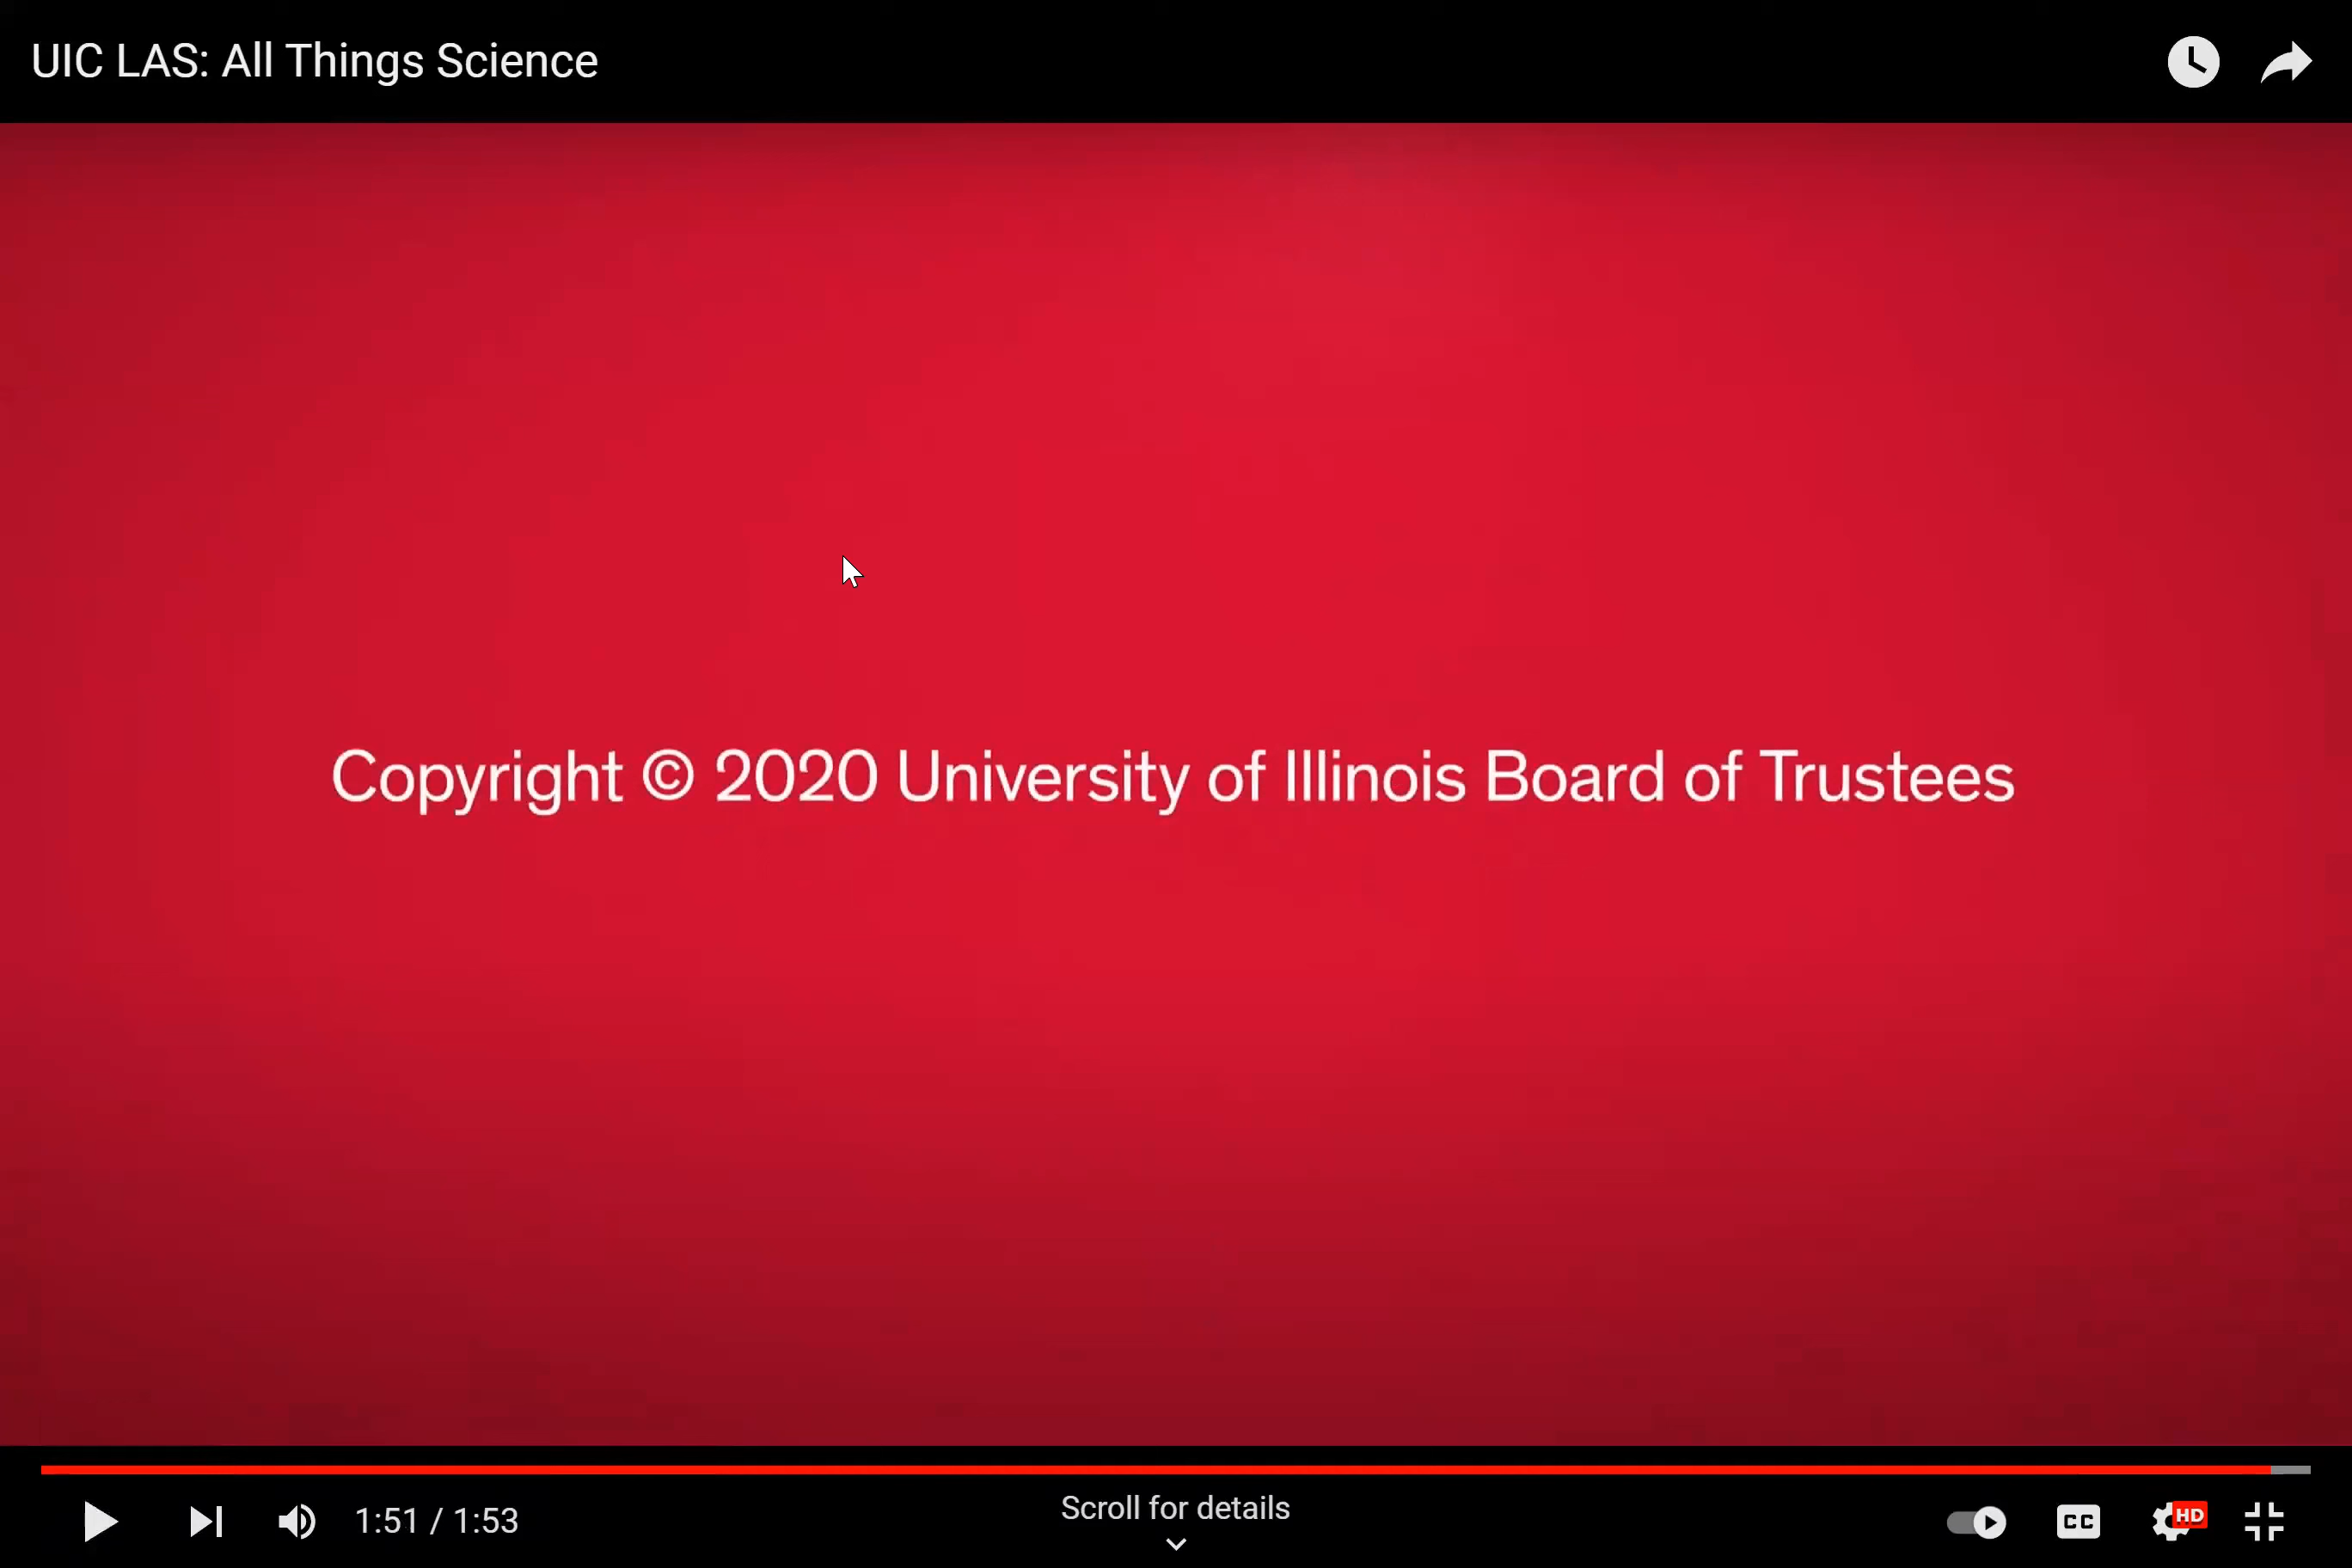 UIC LAS: All Things Science
Copyright © 2020 University of Illinois Board of Trustees
1:51 / 1:53
Scroll for details
CC
HD